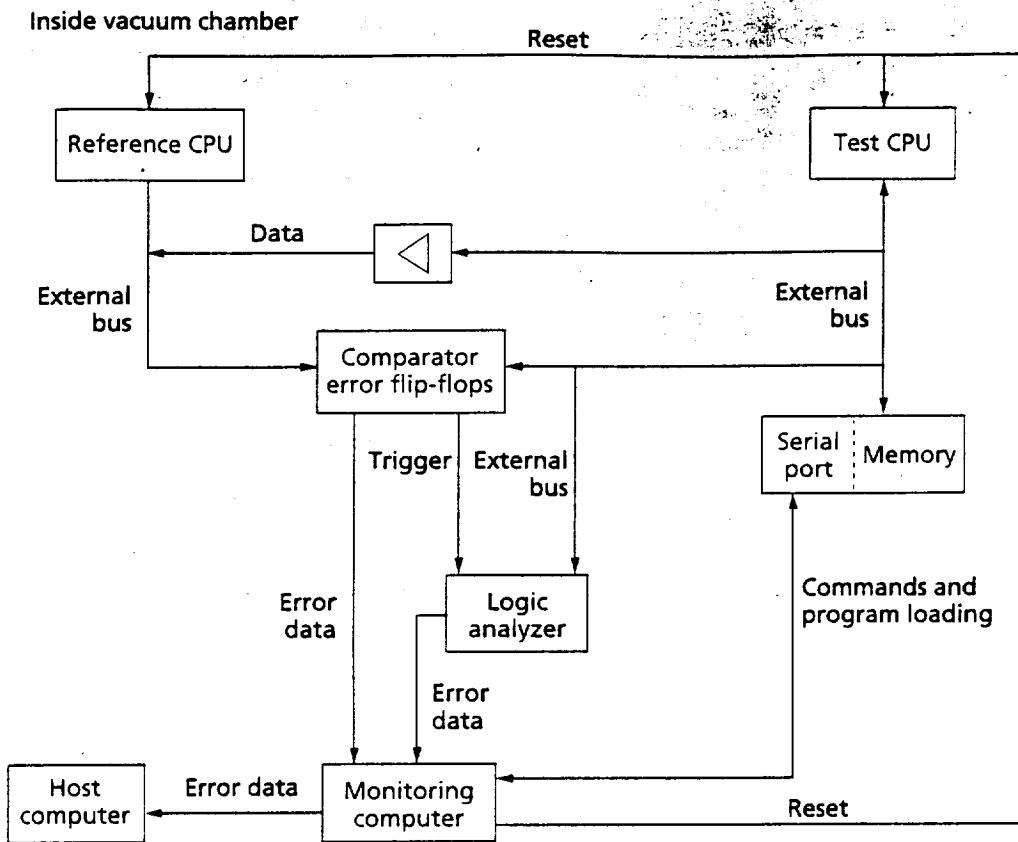 Inside vacuum chamber
Reset
Reference CPU
Test CPU
Data
External
bus
External
bus
Comparator
error flip-flops
Trigger
External
bus
Serial
port
Memory
Error
data
Logic
analyzer
Commands and
program loading
Error
data
Host
computer
Error data
Monitoring
computer
Reset